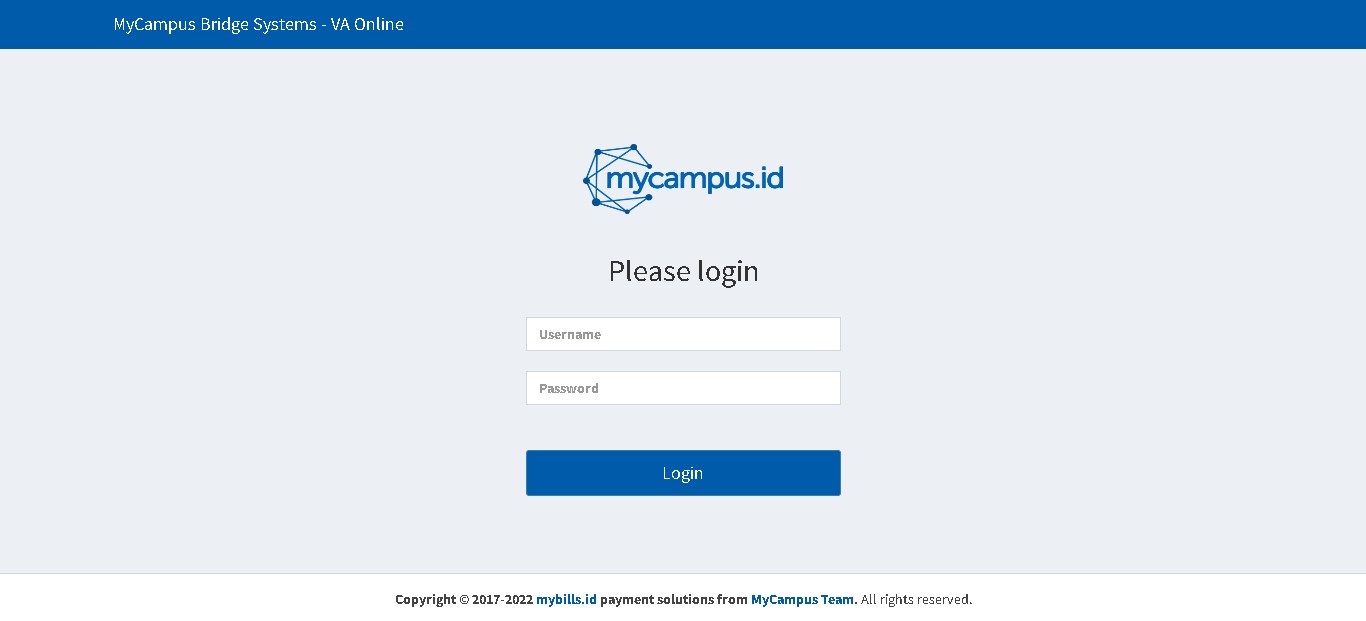 MyCampus Bridge Systems - VA Online
mycampus.id
Please login
Username
Password
Login
Copyright © 2017-2022 mybills.id payment solutions from MyCampus Team. All rights reserved.